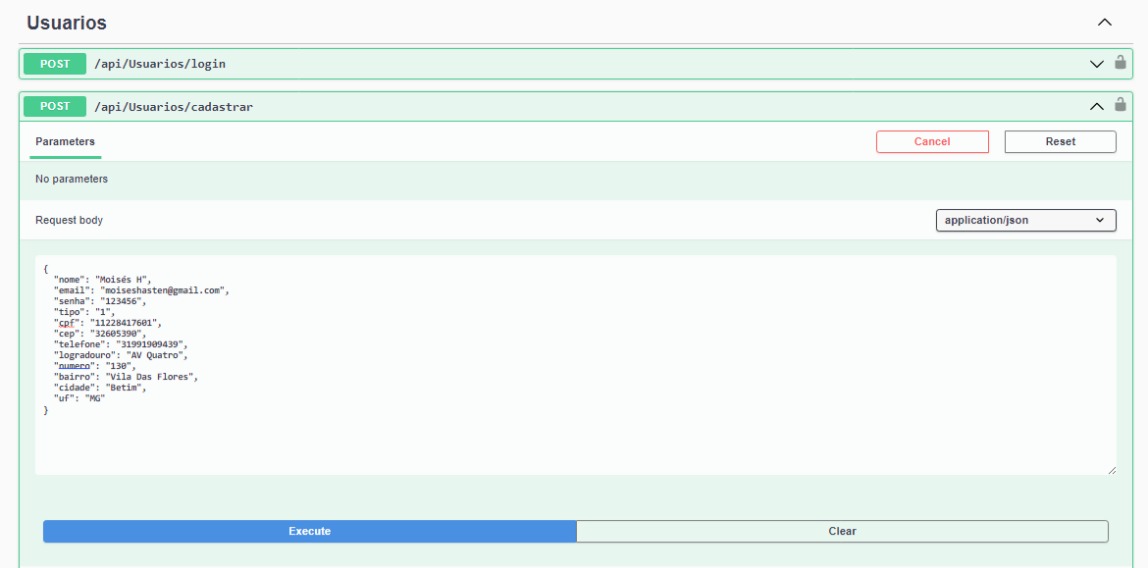 Usuarios
POST /api/Usuarios/login
POST /api/Usuarios/cadastrar
Parameters
Cancel
Reset
No parameters
Request body
application/json
{
"nome": "Moisés H",
"email": "moiseshasten@gmail.com",
"senha": "123456",
"tipo": "1",
"cpf": "11228417601",
"cep": "32605390",
"telefone": "31991909439",
"logradouro": "AV Quatro",
"numero": "130",
"bairro": "Vila Das Flores",
"cidade": "Betim",
"uf": "MG"
}
Execute
Clear